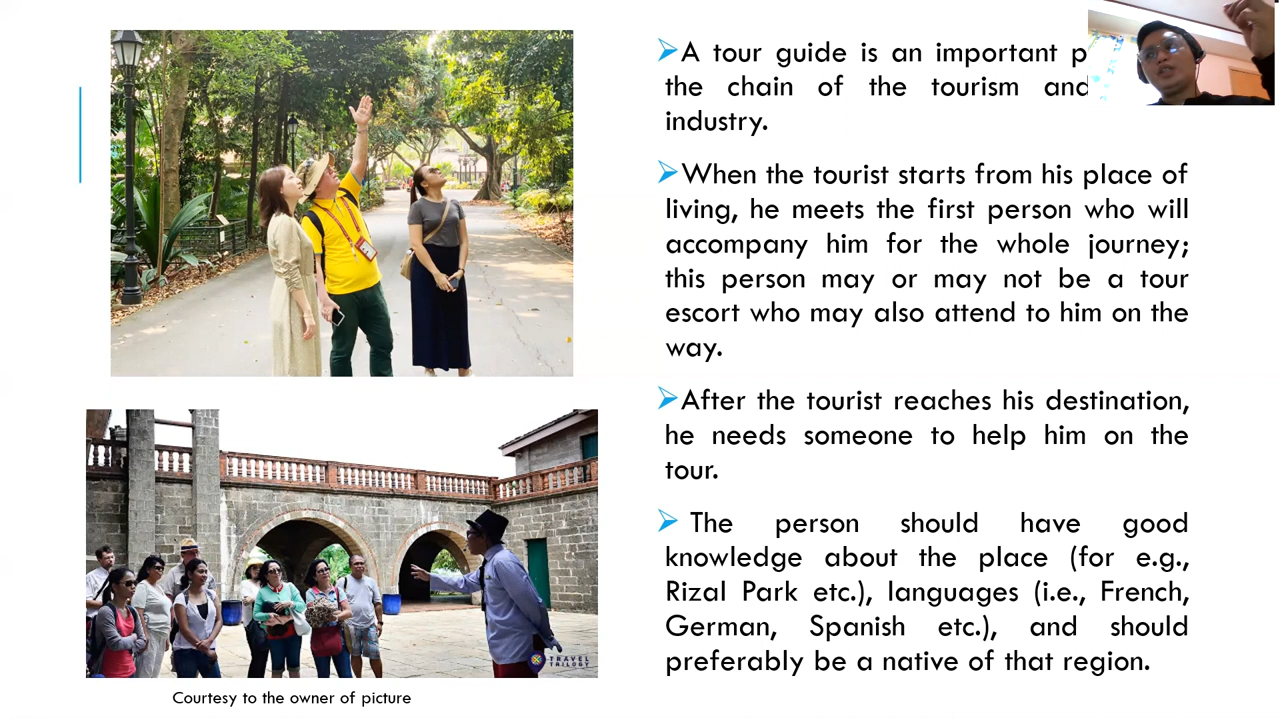 ➢A tour guide is an important
the chain of the tourism and
industry.
➢When the tourist starts from his place of
living, he meets the first person who will
accompany him for the whole journey;
this person may or may not be a tour
escort who may also attend to him on the
way.
➢After the tourist reaches his destination,
he needs someone to help him on the
tour.
➢ The person should have good
knowledge about the place (for e.g.,
Rizal Park etc.), languages (i.e., French,
German, Spanish etc.), and should
preferably be a native of that region.
TRAVEL
TRILOGY
Courtesy to the owner of picture